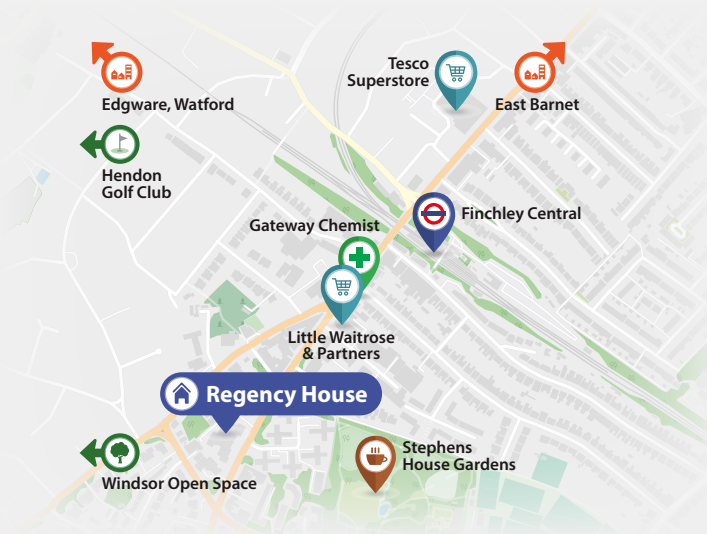 Tesco
Superstore
Edgware, Watford
East Barnet
Hendon
Golf Club
Finchley Central
Gateway Chemist
Little Waitrose
& Partners
Regency House
Stephens
House Gardens
Windsor Open Space